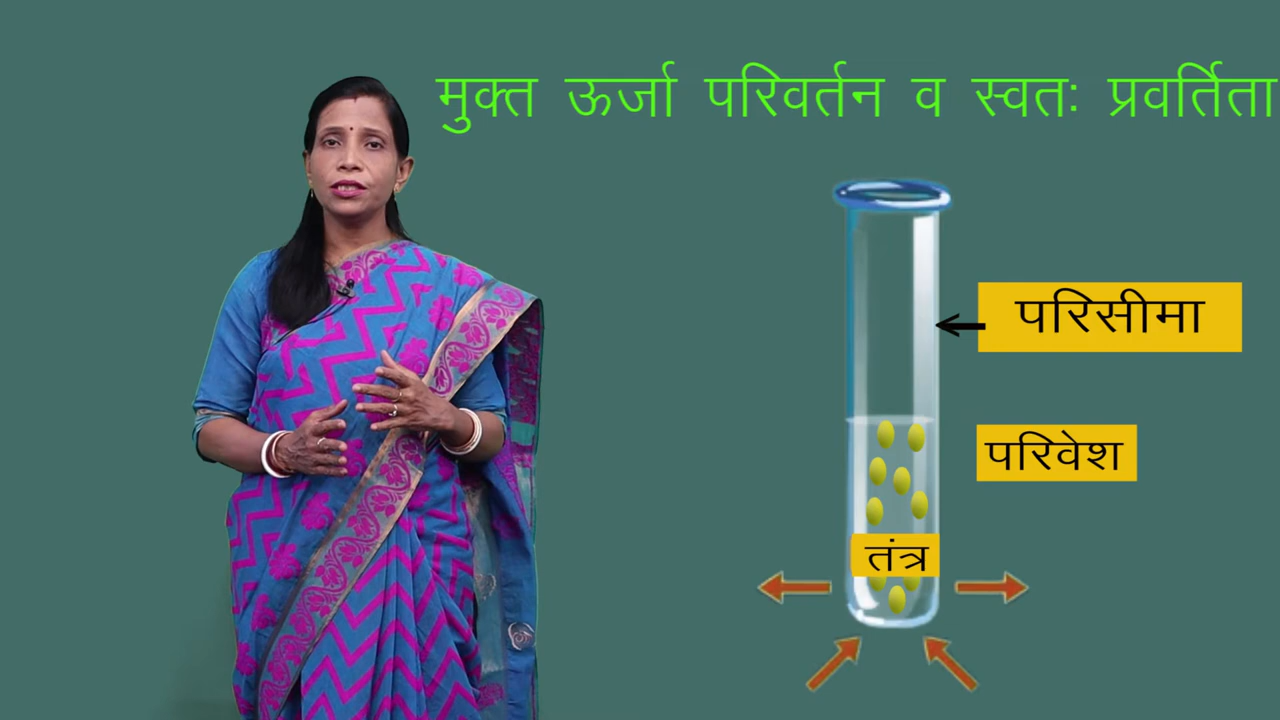 मुक्त ऊर्जा परिवर्तन व स्वतः प्रवर्तिता
परिसीमा
परिवेश
तंत्र